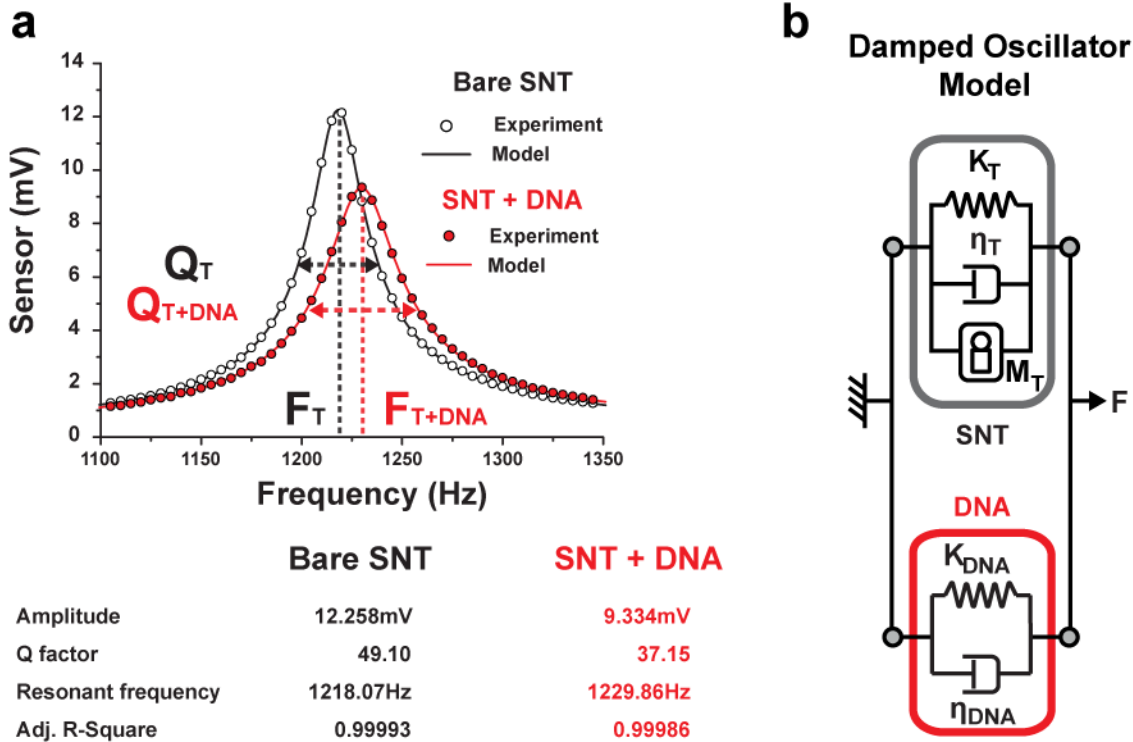 a
Sensor (mV)
14
12
10
8
6
4
2
0
1100 1150 1200 1250 1300 1350
Frequency (Hz)
Bare SNT
Experiment
Model
SNT + DNA
Experiment
Model
QT
QT+DNA
FT FT+DNA
Bare SNT SNT + DNA
Amplitude 12.258mV 9.334mV
Q factor 49.10 37.15
Resonant frequency 1218.07Hz 1229.86Hz
Adj. R-Square 0.99993 0.99986
b
Damped Oscillator
Model
KT
ηT
MT
F
SNT
DNA
KDNA
ηDNA